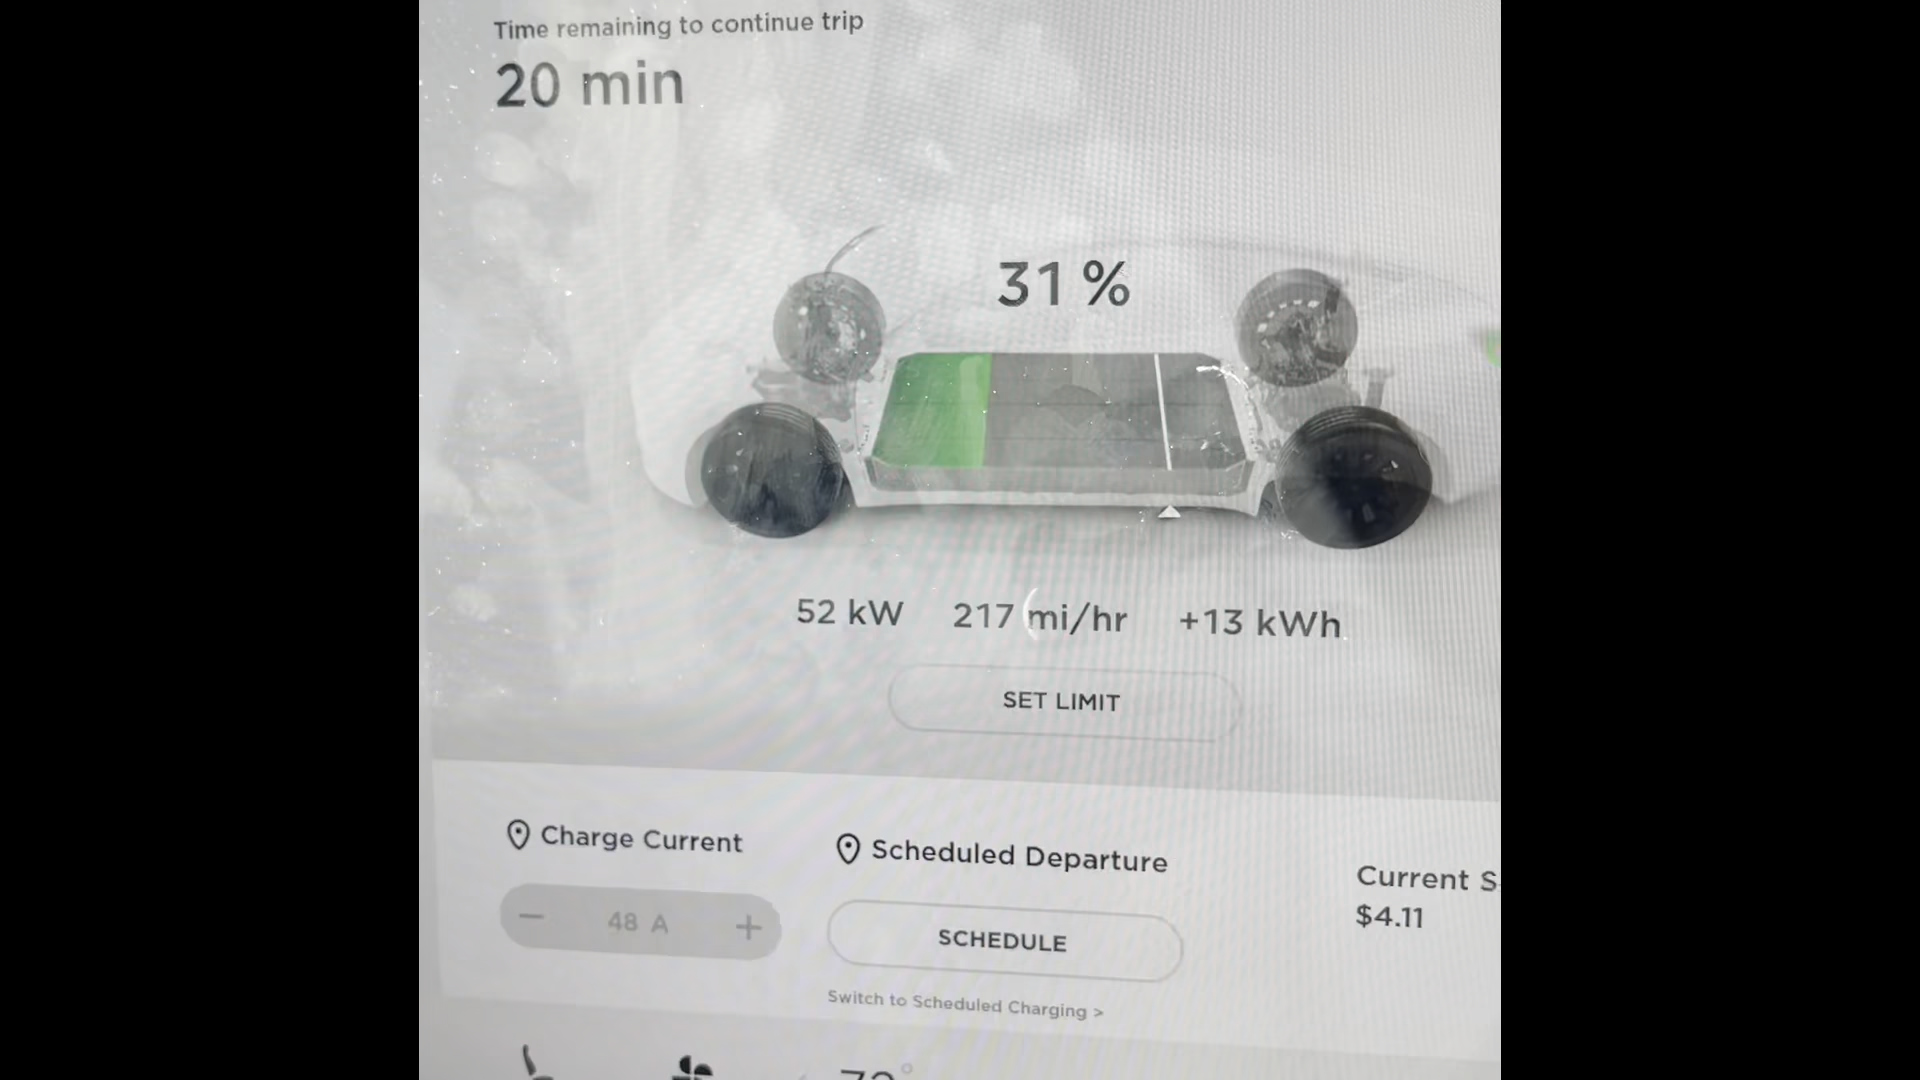 Time remaining to continue trip
20 min
31 %
52 kW 217 mi/hr +13 kWh
SET LIMIT
Charge Current
Scheduled Departure
Current S
$4.11
− 48 A +
SCHEDULE
Switch to Scheduled Charging >